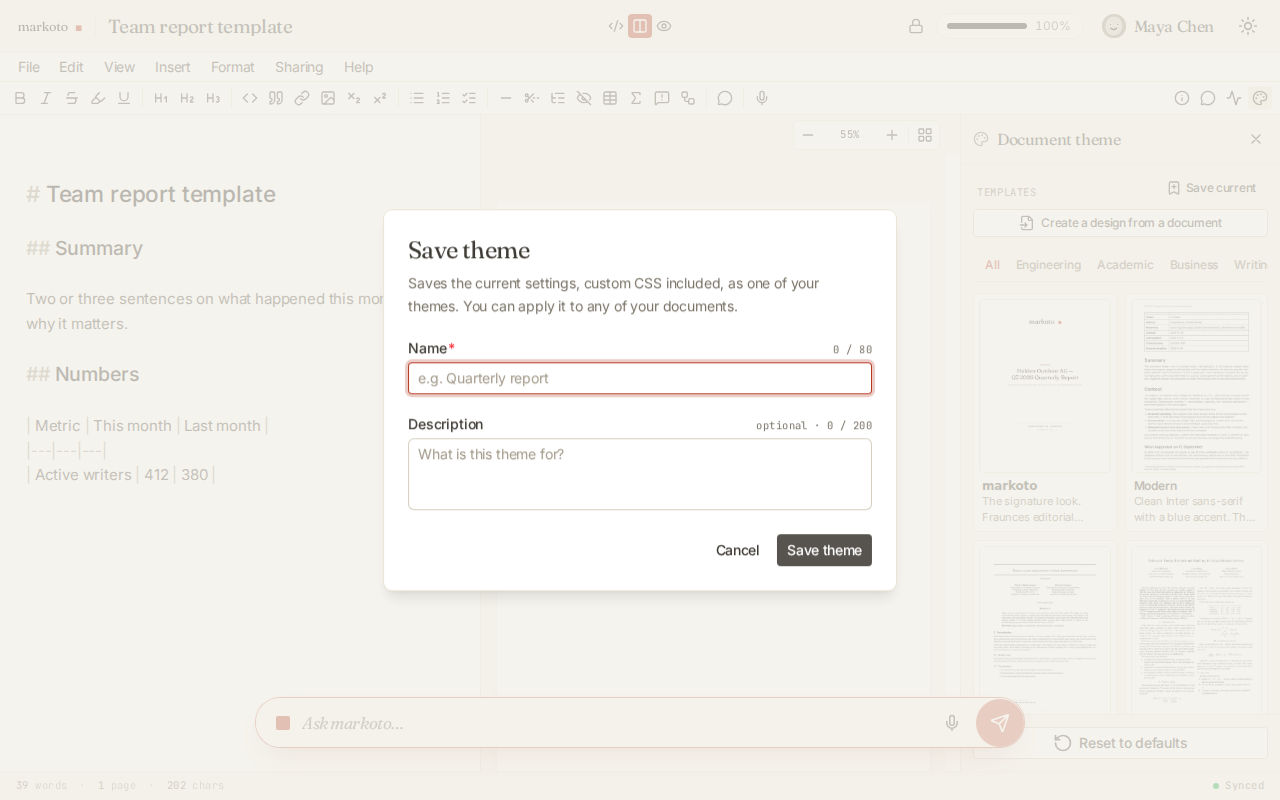 markoto
Team report template
100%
Maya Chen
File Edit View Insert Format Sharing Help
H1 H2 H3
55%
Document theme
# Team report template
## Summary
Two or three sentences on what happened this mor
why it matters.
## Numbers
| Metric | This month | Last month |
|---|---|---|
| Active writers | 412 | 380 |
Save theme
Saves the current settings, custom CSS included, as one of your
themes. You can apply it to any of your documents.
Name* 0 / 80
e.g. Quarterly report
Description optional · 0 / 200
What is this theme for?
Cancel Save theme
TEMPLATES Save current
Create a design from a document
All Engineering Academic Business Writin
markoto
Summary
markoto
The signature look.
Fraunces editorial...
Modern
Clean Inter sans-serif
with a blue accent. Th...
Ask markoto...
Reset to defaults
39 words · 1 page · 202 chars
Synced